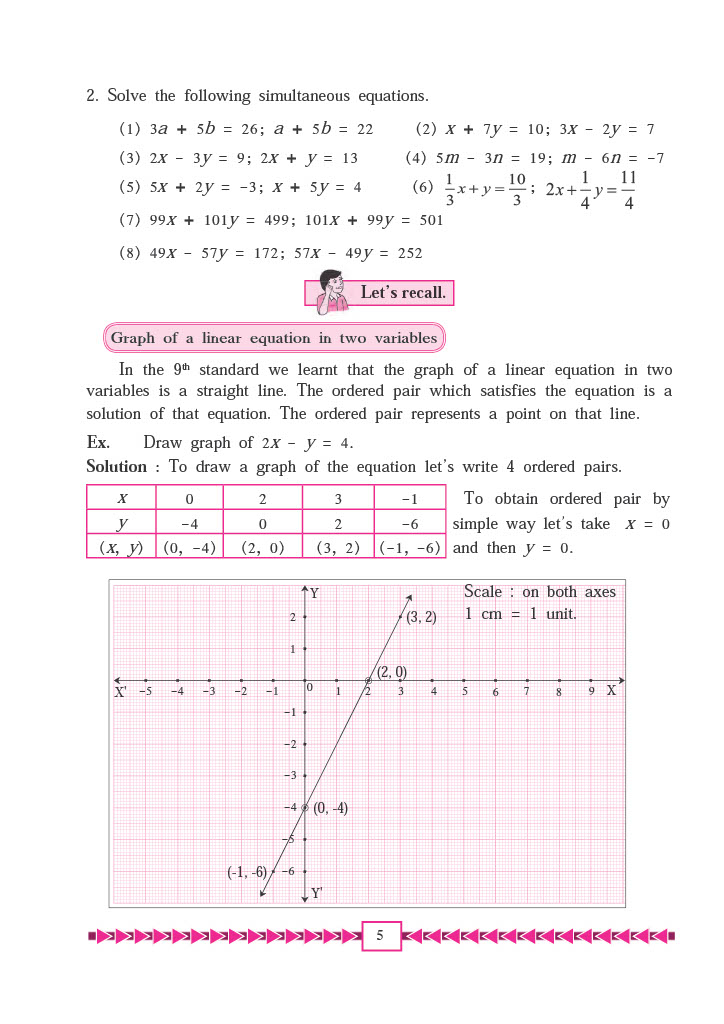 2. Solve the following simultaneous equations.
(1) 3a + 5b = 26; a + 5b = 22 (2) x + 7y = 10; 3x - 2y = 7
(3) 2x - 3y = 9; 2x + y = 13 (4) 5m - 3n = 19; m - 6n = -7
(5) 5x + 2y = -3; x + 5y = 4 (6) 1/3 x + y = 10/3; 2x + 1/4 y = 11/4
(7) 99x + 101y = 499; 101x + 99y = 501
(8) 49x - 57y = 172; 57x - 49y = 252
Let's recall.
Graph of a linear equation in two variables
In the 9th standard we learnt that the graph of a linear equation in two
variables is a straight line. The ordered pair which satisfies the equation is a
solution of that equation. The ordered pair represents a point on that line.
Ex. Draw graph of 2x - y = 4.
Solution : To draw a graph of the equation let's write 4 ordered pairs.
x 0 2 3 -1
y -4 0 2 -6
(x, y) (0, -4) (2, 0) (3, 2) (-1, -6)
To obtain ordered pair by
simple way let's take x = 0
and then y = 0.
Scale : on both axes
1 cm = 1 unit.
Y
2
(3, 2)
1
(2, 0)
X' -5 -4 -3 -2 -1 0 1 2 3 4 5 6 7 8 9 X
-1
-2
-3
-4 (0, -4)
-5
(-1, -6) -6
Y'
5